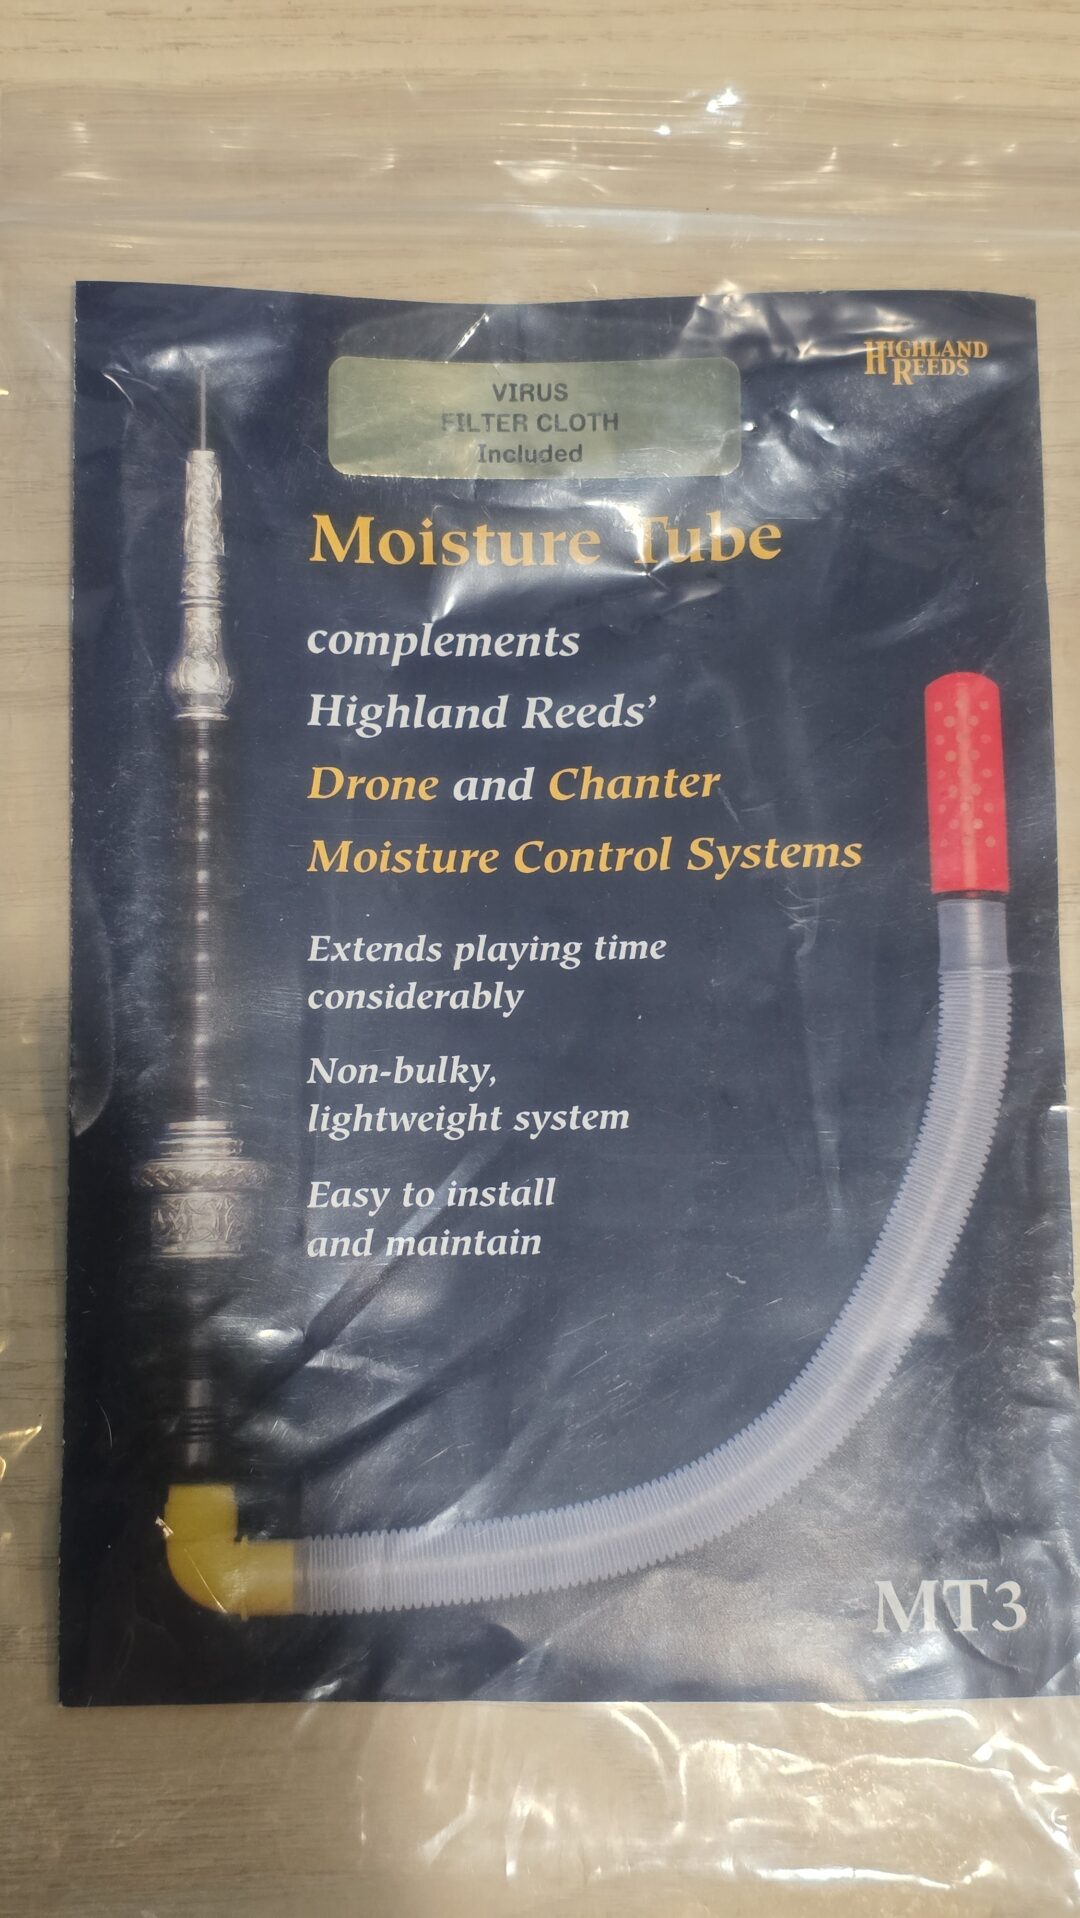 HIGHLAND
REEDS
VIRUS
FILTER CLOTH
Included
Moisture Tube
complements
Highland Reeds’
Drone and Chanter
Moisture Control Systems
Extends playing time
considerably
Non-bulky,
lightweight system
Easy to install
and maintain
MT3